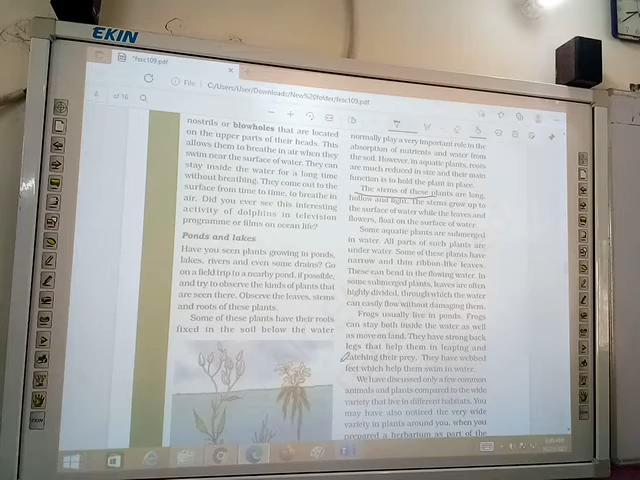 EKIN
*fesc109.pdf
File
C:/Users/User/Downloads/New%20folder/fesc109.pdf
of 16
nostrils or blowholes that are located
on the upper parts of their heads. This
allows them to breathe in air when they
swim near the surface of water. They can
stay inside the water for a long time
without breathing. They come out to the
surface from time to time, to breathe in
air. Did you ever see this interesting
activity of dolphins in television
programme or films on ocean life?
Ponds and lakes
Have you seen plants growing in ponds,
lakes, rivers and even some drains? Go
on a field trip to a nearby pond, if possible,
and try to observe the kinds of plants that
are seen there. Observe the leaves, stems
and roots of these plants.
Some of these plants have their roots
fixed in the soil below the water
normally play a very important role in the
absorption of nutrients and water from
the soil. However, in aquatic plants, roots
are much reduced in size and their main
function is to hold the plant in place.
The stems of these plants are long,
hollow and light. The stems grow up to
the surface of water while the leaves and
flowers, float on the surface of water.
Some aquatic plants are submerged
in water. All parts of such plants are
under water. Some of these plants have
narrow and thin ribbon-like leaves.
These can bend in the flowing water. In
some submerged plants, leaves are often
highly divided, through which the water
can easily flow without damaging them.
Frogs usually live in ponds. Frogs
can stay both inside the water as well
as move on land. They have strong back
legs that help them in leaping and
catching their prey. They have webbed
feet which help them swim in water.
We have discussed only a few common
animals and plants compared to the wide
variety that live in different habitats. You
may have also noticed the very wide
variety in plants around you, when you
prepared a herbarium as part of the
EKIN
EKIN